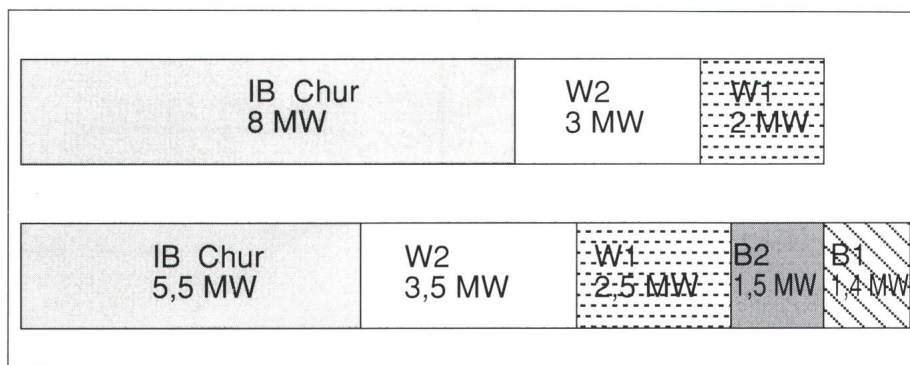 IB Chur
8 MW
W2
3 MW
W1
2 MW
IB Chur
5,5 MW
W2
3,5 MW
W1
2,5 MW
B2
1,5 MW
B1
1,4 MW